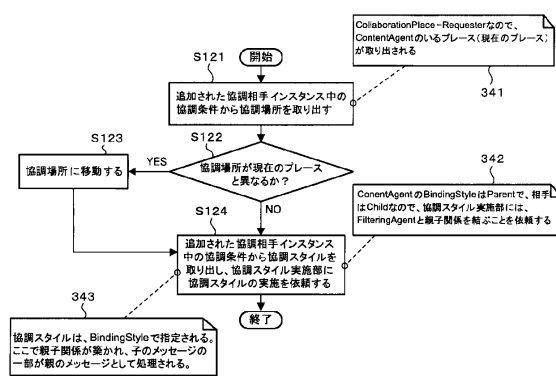 開始
S121
追加された協調相手インスタンス中の
協調条件から協調場所を取り出す
CollaborationPlace-Requesterなので、
ContentAgentのいるプレース(現在のプレース)
が取り出される
341
S122
協調場所が現在のプレース
と異なるか?
YES
NO
S123
協調場所に移動する
342
ConentAgentのBindingStyleはParentで、相手
はChildなので、協調スタイル実施部には、
FilteringAgentと親子関係を結ぶことを依頼する
S124
追加された協調相手インスタンス
中の協調条件から協調スタイルを
取り出し、協調スタイル実施部に
協調スタイルの実施を依頼する
343
協調スタイルは、BindingStyleで指定される。
ここで親子関係が築かれ、子のメッセージの
一部が親のメッセージとして処理される。
終了